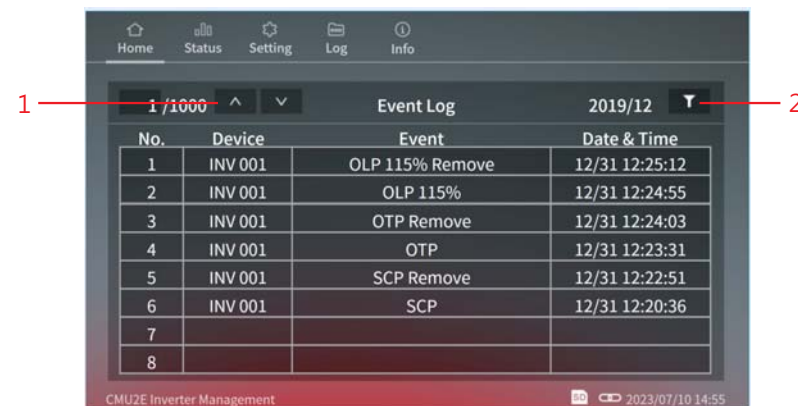 Home Status Setting Log Info
1 1 /1000 Event Log 2019/12 2
No. Device Event Date & Time
1 INV 001 OLP 115% Remove 12/31 12:25:12
2 INV 001 OLP 115% 12/31 12:24:55
3 INV 001 OTP Remove 12/31 12:24:03
4 INV 001 OTP 12/31 12:23:31
5 INV 001 SCP Remove 12/31 12:22:51
6 INV 001 SCP 12/31 12:20:36
7
8
CMU2E Inverter Management SD 2023/07/10 14:55